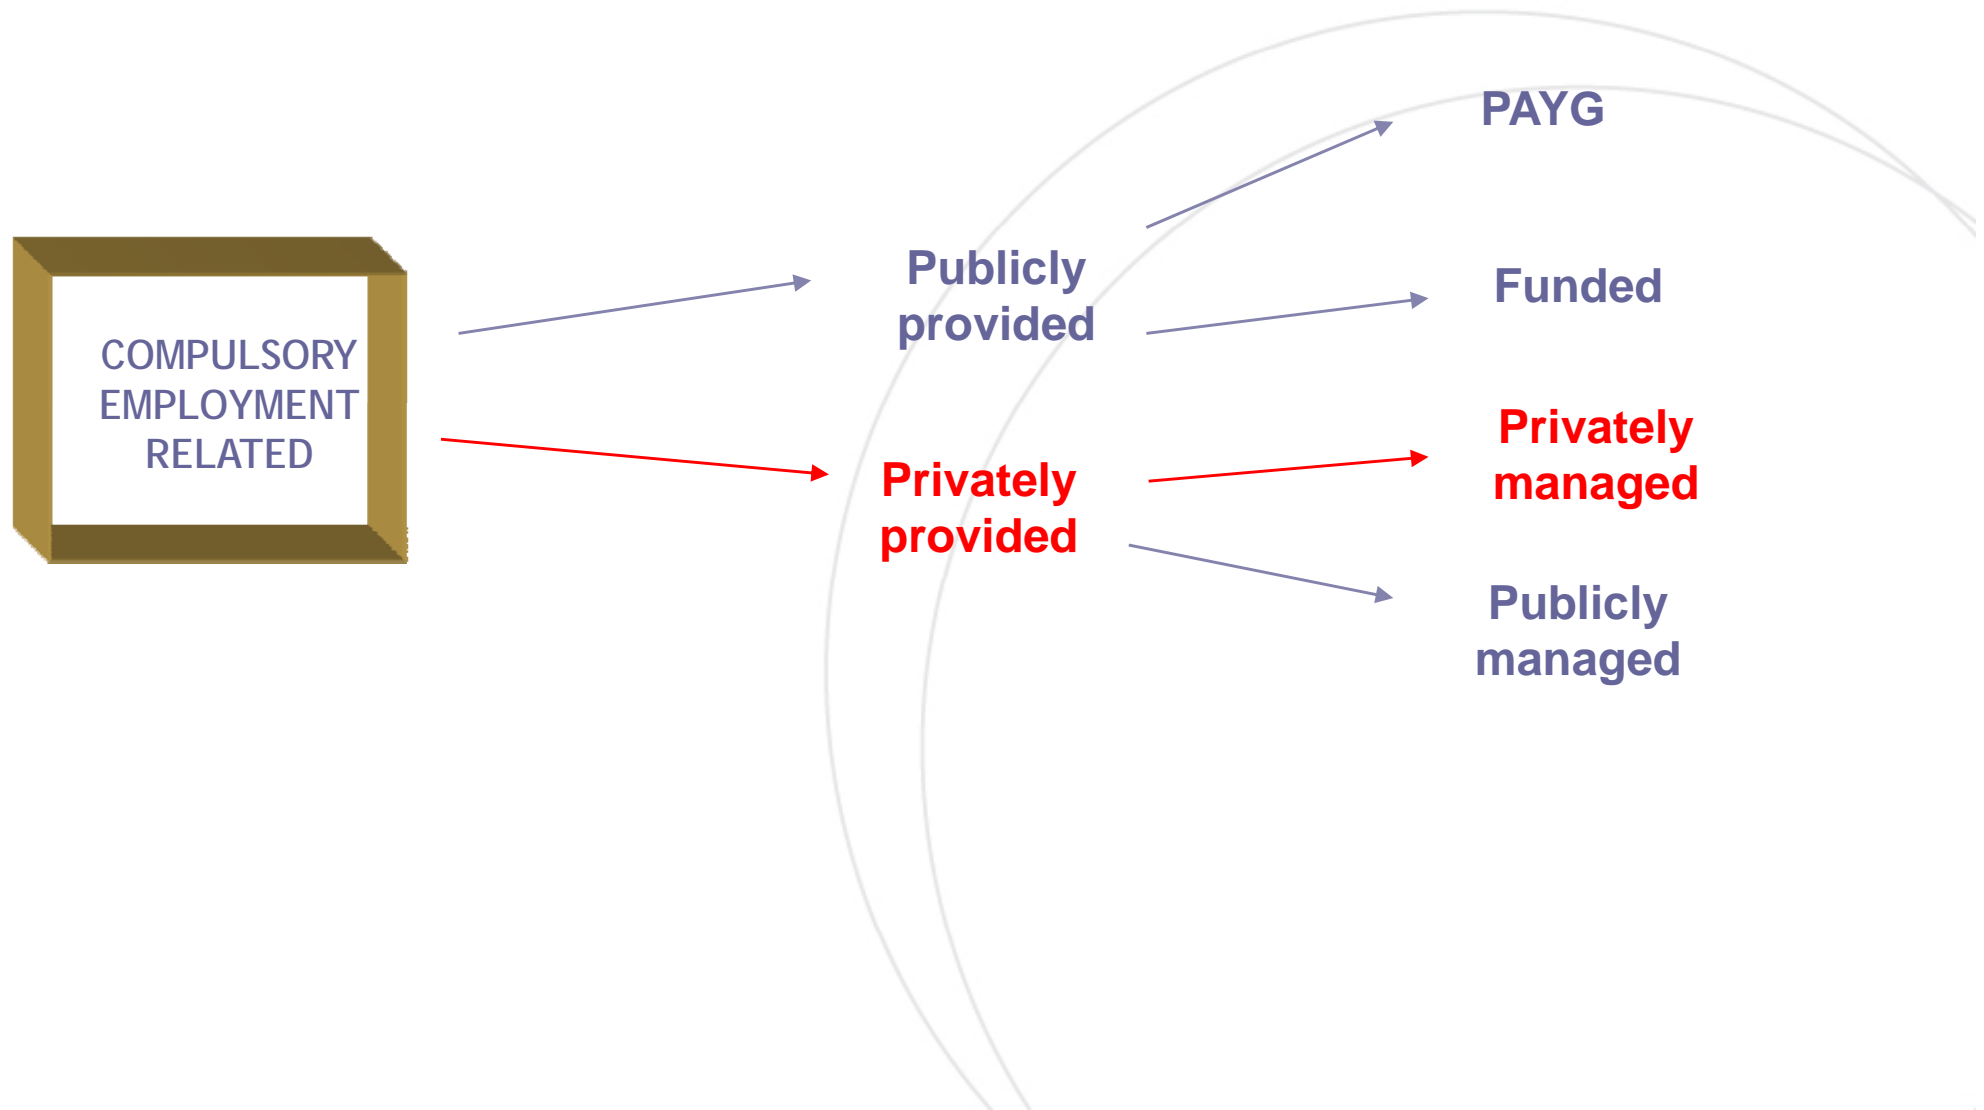 COMPULSORY
EMPLOYMENT
RELATED
Publicly
provided
Privately
provided
PAYG
Funded
Privately
managed
Publicly
managed